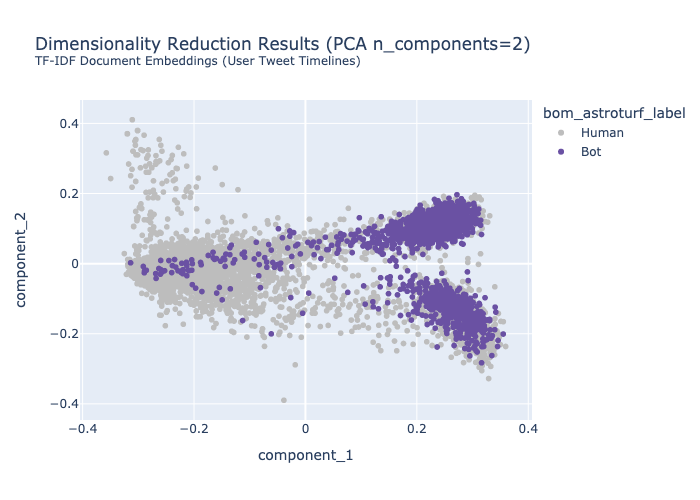 Dimensionality Reduction Results (PCA n_components=2)
TF-IDF Document Embeddings (User Tweet Timelines)
bom_astroturf_label
Human
Bot
component_2
0.4
0.2
0
−0.2
−0.4
−0.4
−0.2
0
0.2
0.4
component_1